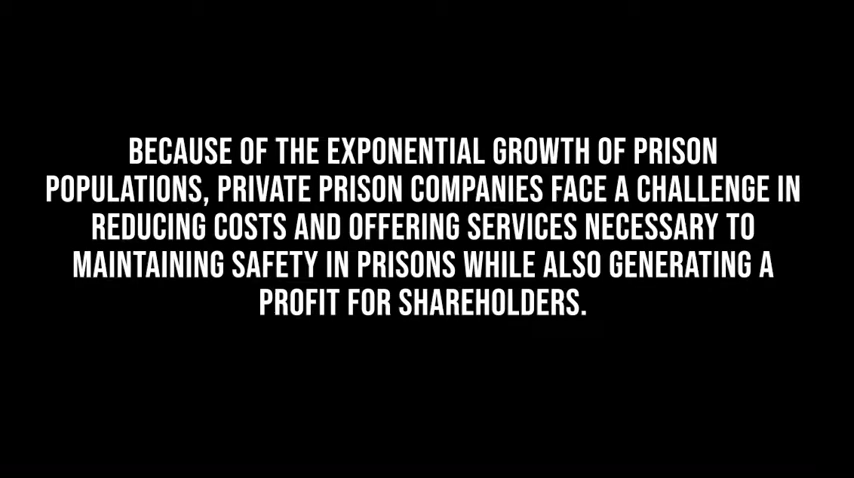 BECAUSE OF THE EXPONENTIAL GROWTH OF PRISON
POPULATIONS, PRIVATE PRISON COMPANIES FACE A CHALLENGE IN
REDUCING COSTS AND OFFERING SERVICES NECESSARY TO
MAINTAINING SAFETY IN PRISONS WHILE ALSO GENERATING A
PROFIT FOR SHAREHOLDERS.